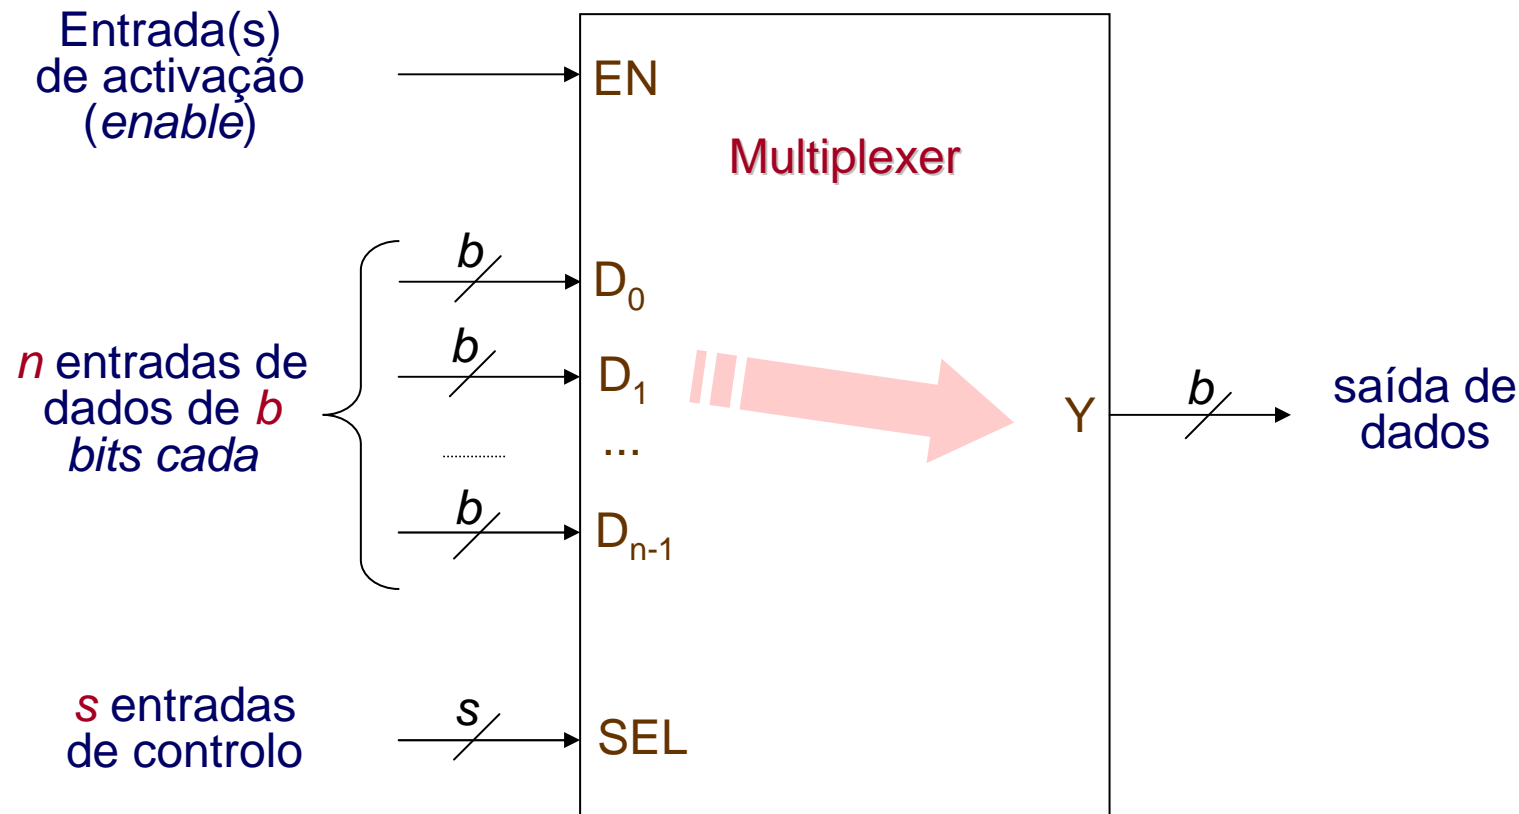 Entrada(s)
de activação
(enable)
EN
Multiplexer
b
D0
n entradas de
dados de b
bits cada
b
D1
...
b
Dn-1
Y
b
saída de
dados
s entradas
de controlo
s
SEL